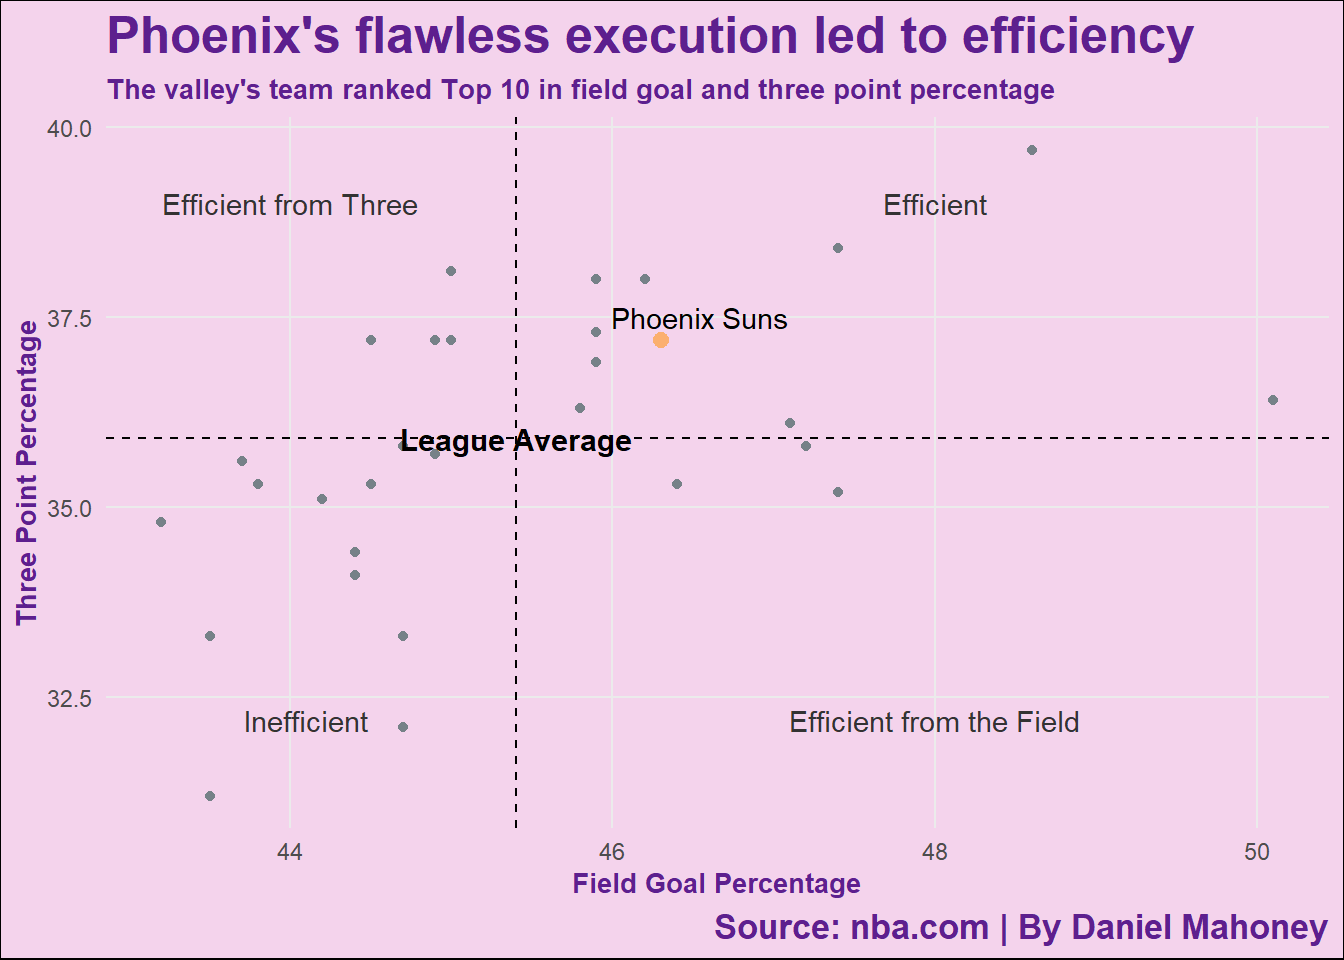 Phoenix's flawless execution led to efficiency
The valley's team ranked Top 10 in field goal and three point percentage
40.0
37.5
35.0
32.5
Three Point Percentage
Efficient from Three
Efficient
Phoenix Suns
League Average
Inefficient
Efficient from the Field
44
46
48
50
Field Goal Percentage
Source: nba.com | By Daniel Mahoney